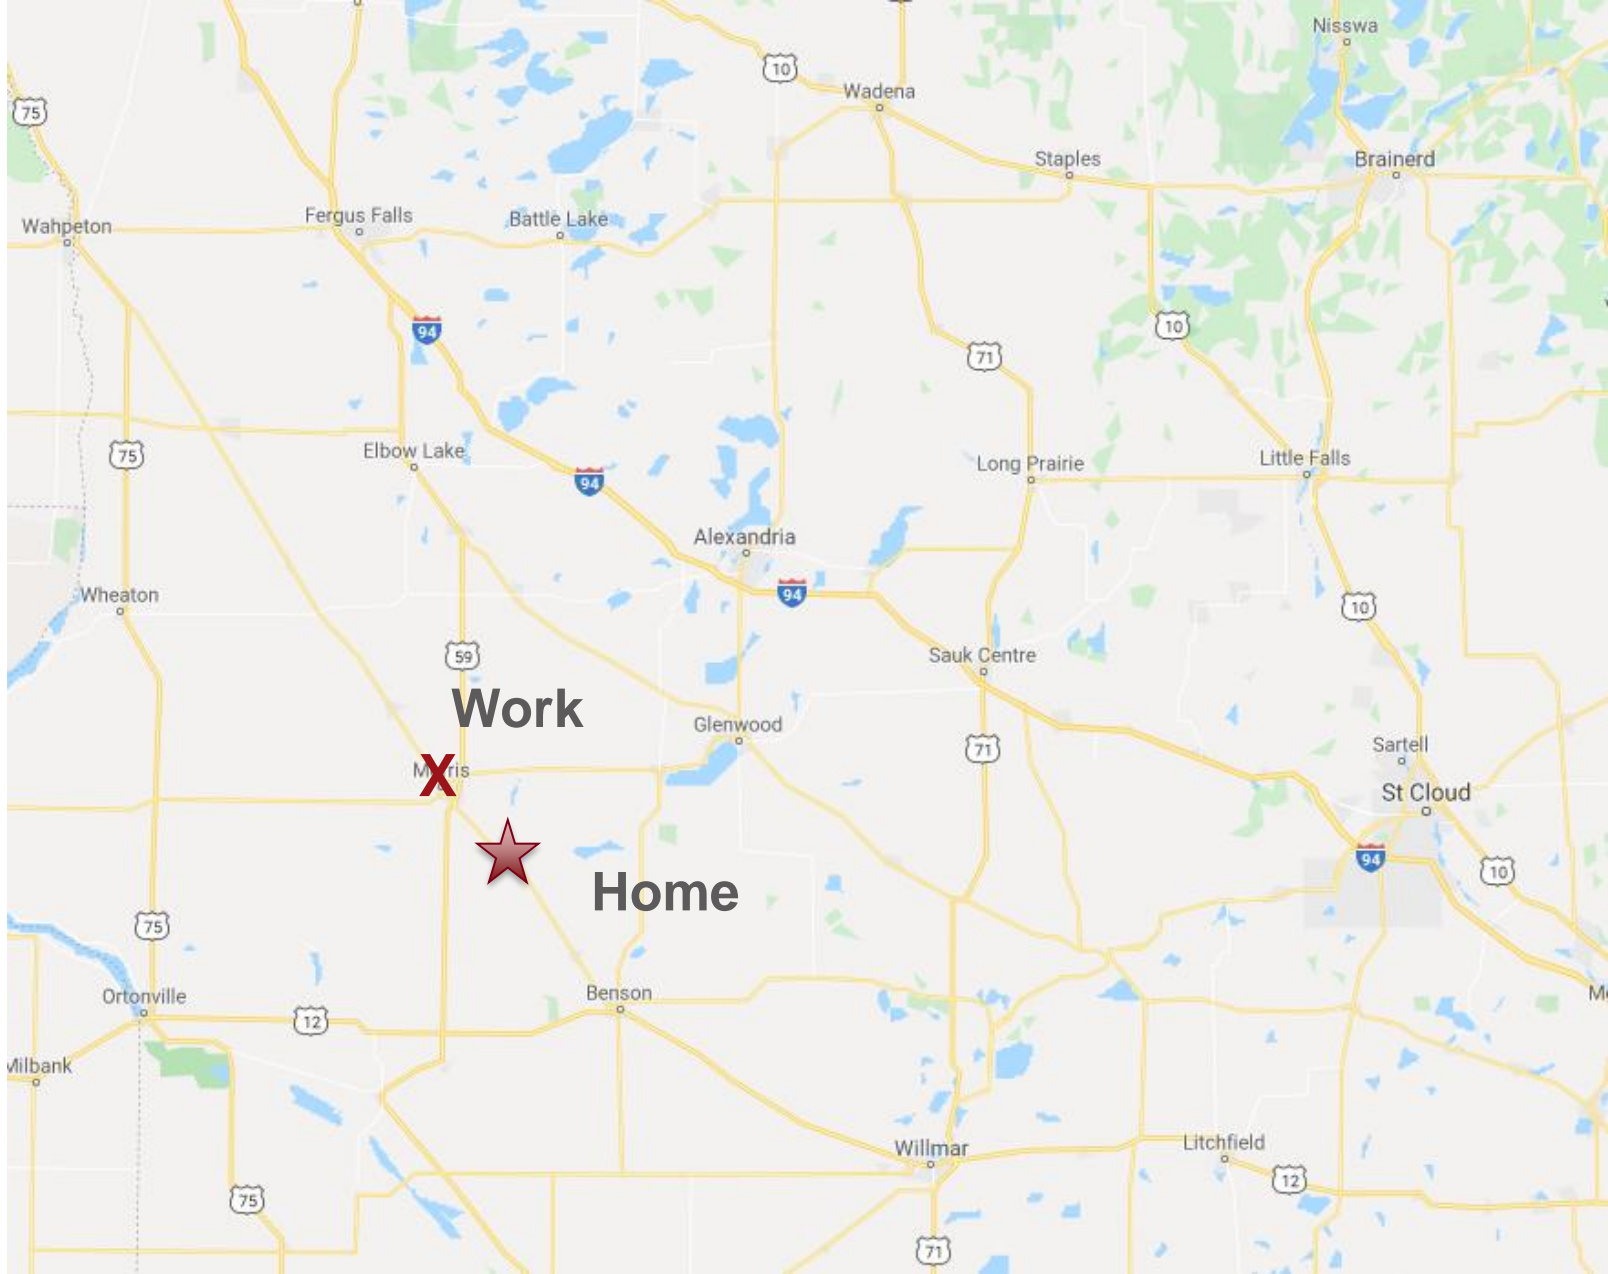 Nisswa
10
Wadena
75
Staples
Brainerd
Fergus Falls
Battle Lake
Wahpeton
94
10
71
75
Elbow Lake
94
Long Prairie
Little Falls
Alexandria
94
Wheaton
10
59
Sauk Centre
Work
Glenwood
71
Sartell
X
St Cloud
94
10
Home
75
Benson
Ortonville
12
Milbank
Willmar
Litchfield
12
75
71